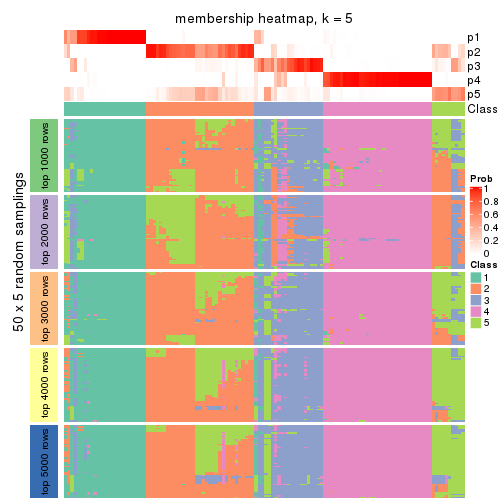 membership heatmap, k = 5
p1
p2
p3
p4
p5
Class
50 x 5 random samplings
top 1000 rows
top 2000 rows
top 3000 rows
top 4000 rows
top 5000 rows
Prob
1
0.8
0.6
0.4
0.2
0
Class
1
2
3
4
5